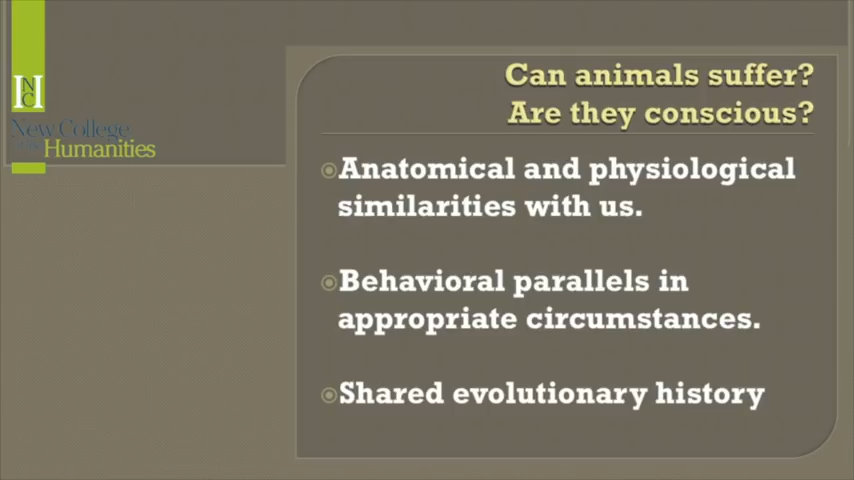 NCH
New College
of the Humanities
Can animals suffer?
Are they conscious?
Anatomical and physiological
similarities with us.
Behavioral parallels in
appropriate circumstances.
Shared evolutionary history